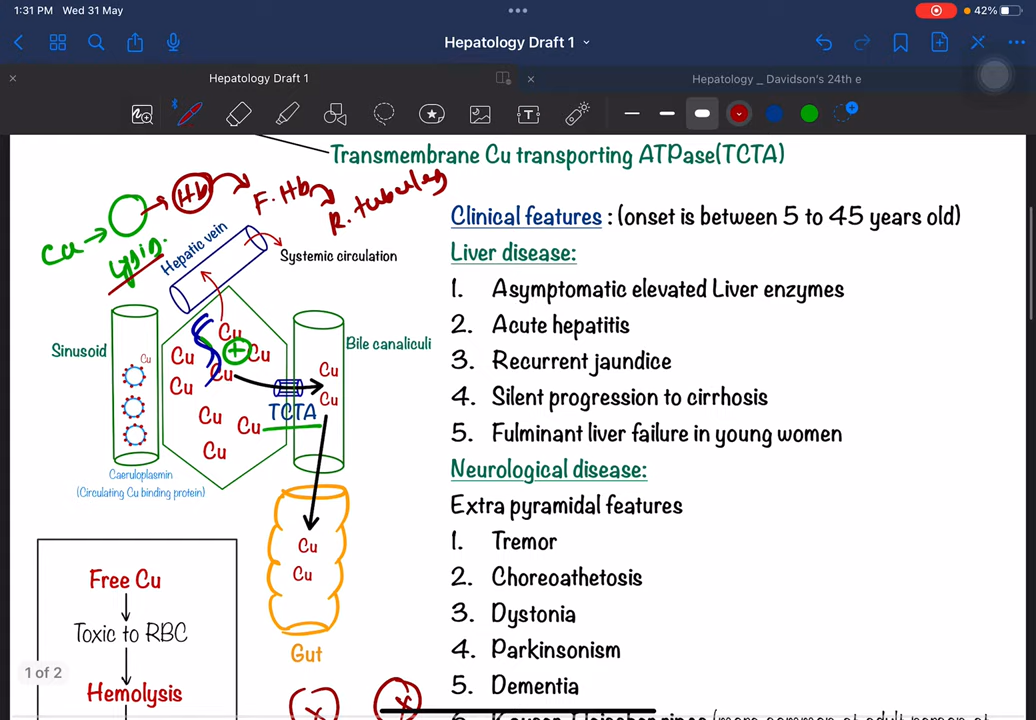 1:31 PM Wed 31 May
42%
Hepatology Draft 1
Hepatology Draft 1
Hepatology _ Davidson's 24th e
Transmembrane Cu transporting ATPase(TCTA)
Hb
F. Hb
R. tubules
Lysis.
Hepatic vein
Systemic circulation
Sinusoid
Bile canaliculi
Cu
Cu
Cu
Cu
Cu
Cu
Cu
Cu
Cu
+
Cu
Cu
TCTA
Caeruloplasmin
(Circulating Cu binding protein)
Cu
Cu
Gut
Free Cu
Toxic to RBC
Hemolysis
1 of 2
Clinical features : (onset is between 5 to 45 years old)
Liver disease:
1. Asymptomatic elevated Liver enzymes
2. Acute hepatitis
3. Recurrent jaundice
4. Silent progression to cirrhosis
5. Fulminant liver failure in young women
Neurological disease:
Extra pyramidal features
1. Tremor
2. Choreoathetosis
3. Dystonia
4. Parkinsonism
5. Dementia